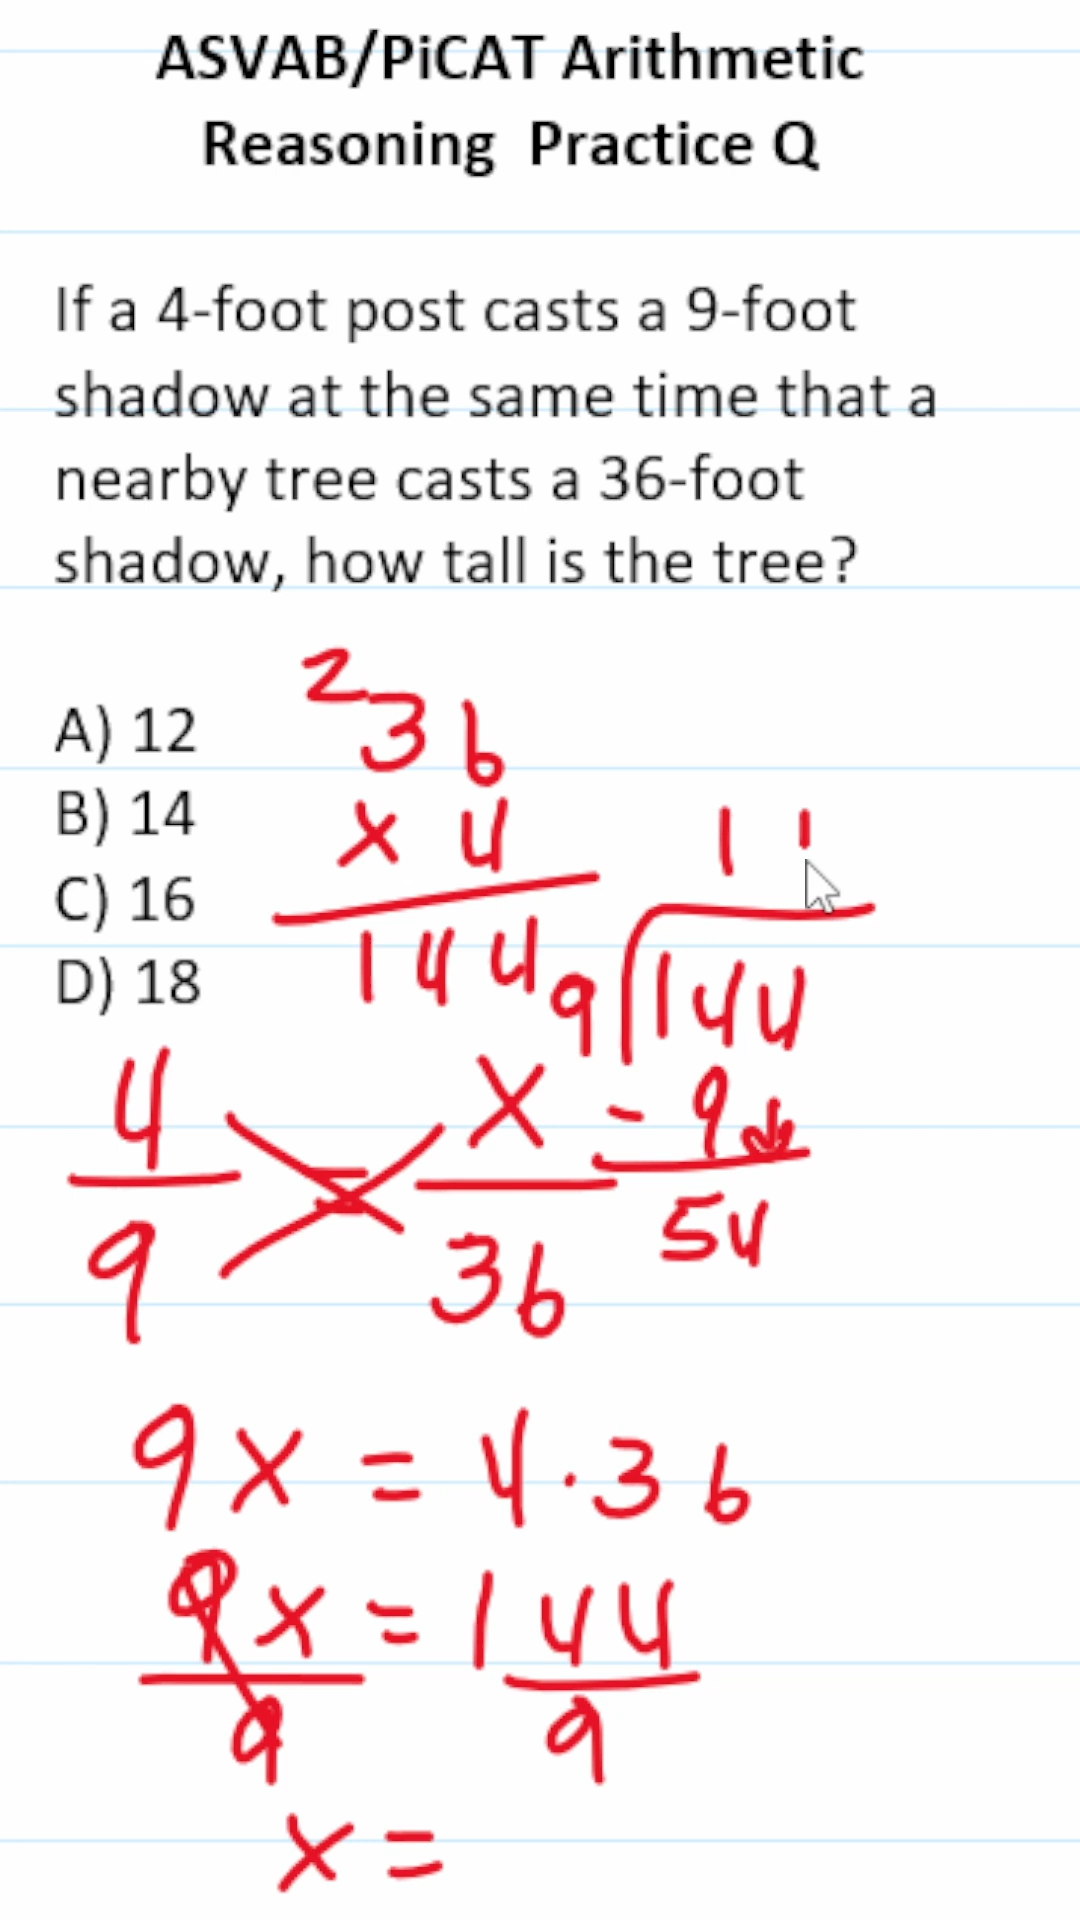 ASVAB/PiCAT Arithmetic
Reasoning Practice Q
If a 4-foot post casts a 9-foot
shadow at the same time that a
nearby tree casts a 36-foot
shadow, how tall is the tree?
A) 12
B) 14
C) 16
D) 18
2
36
x 4
144
1
9 144
- 9
54
4 = x
9 36
9x = 4·36
9x = 144
9 9
x =